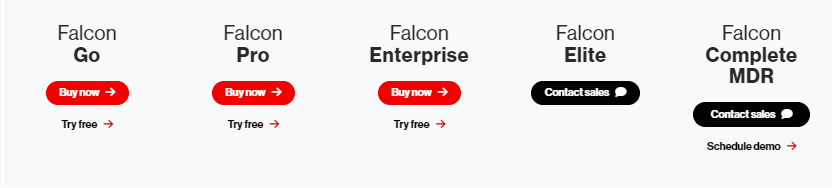 Falcon
Go
Buy now
Try free
Falcon
Pro
Buy now
Try free
Falcon
Enterprise
Buy now
Try free
Falcon
Elite
Contact sales
Falcon
Complete
MDR
Contact sales
Schedule demo